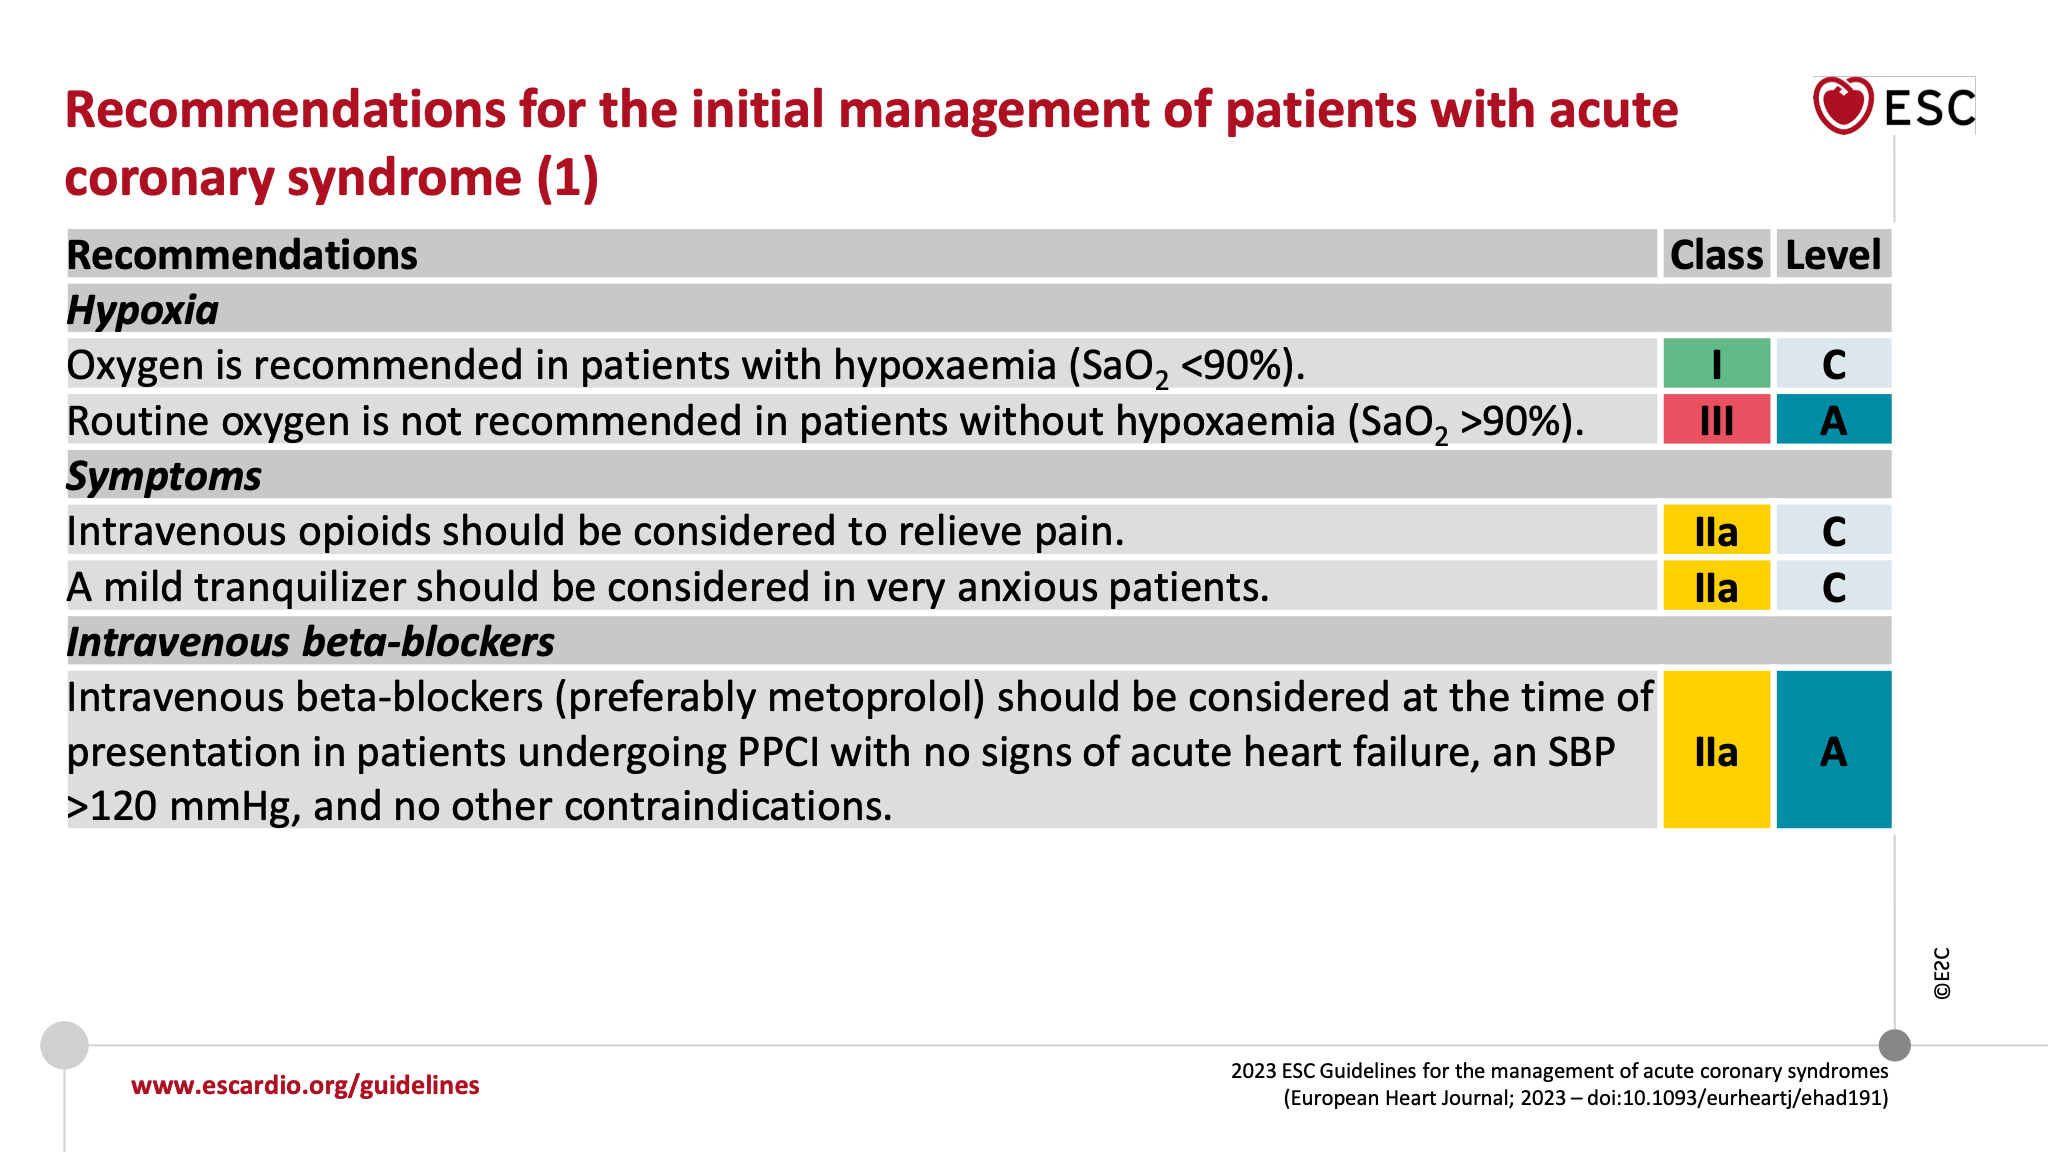 Recommendations for the initial management of patients with acute
coronary syndrome (1)
ESC
Recommendations Class Level
Hypoxia
Oxygen is recommended in patients with hypoxaemia (SaO₂ <90%). I C
Routine oxygen is not recommended in patients without hypoxaemia (SaO₂ >90%). III A
Symptoms
Intravenous opioids should be considered to relieve pain. IIa C
A mild tranquilizer should be considered in very anxious patients. IIa C
Intravenous beta-blockers
Intravenous beta-blockers (preferably metoprolol) should be considered at the time of
presentation in patients undergoing PPCI with no signs of acute heart failure, an SBP IIa A
>120 mmHg, and no other contraindications.
©ESC
www.escardio.org/guidelines
2023 ESC Guidelines for the management of acute coronary syndromes
(European Heart Journal; 2023 – doi:10.1093/eurheartj/ehad191)